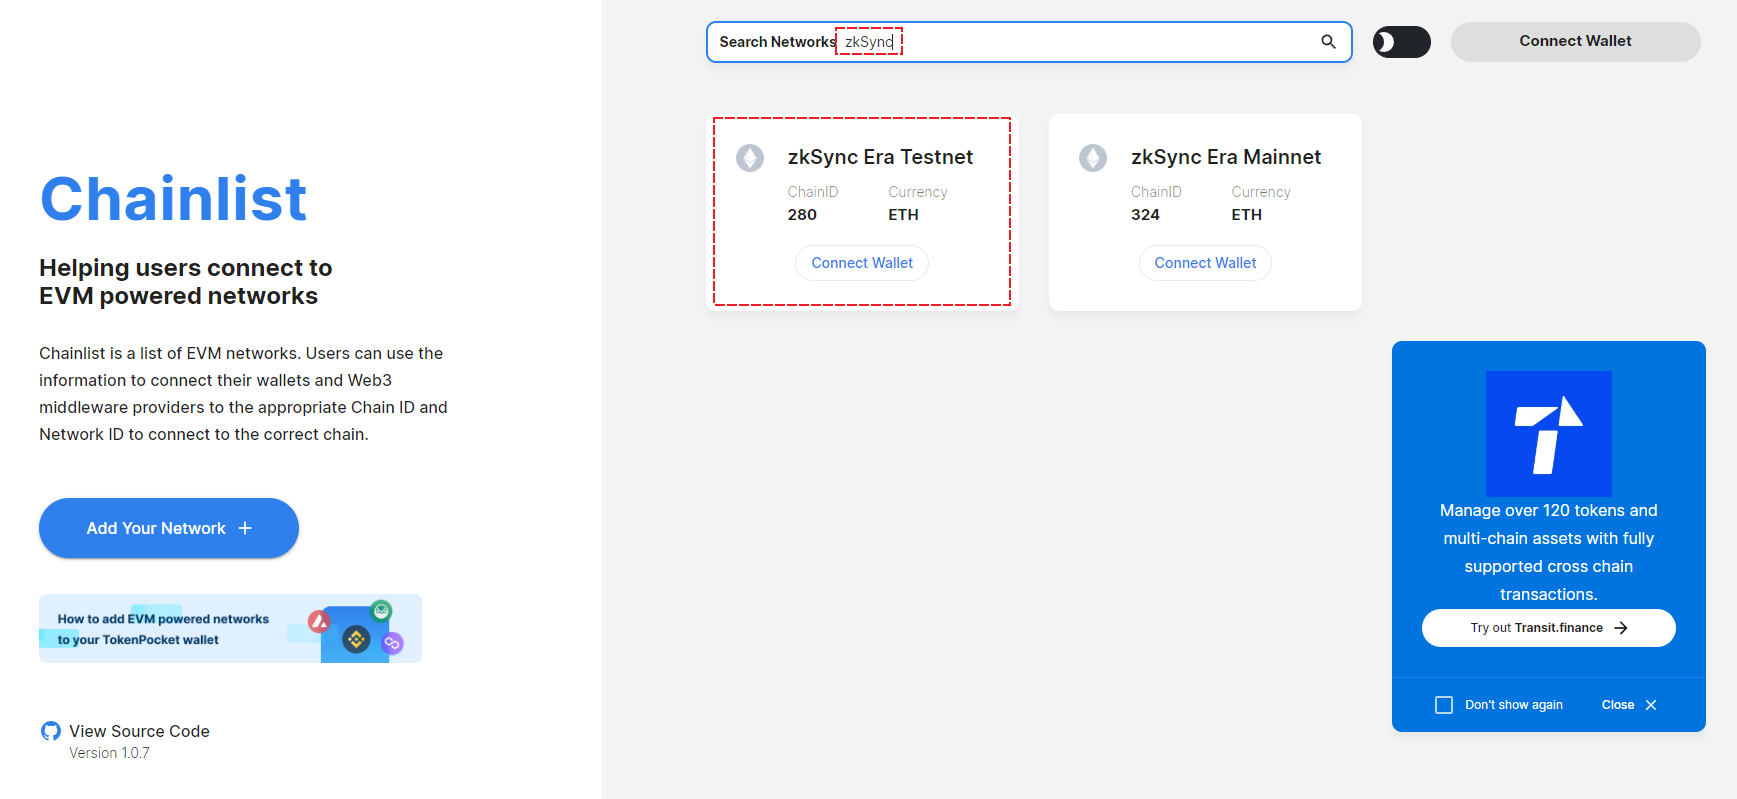 Chainlist
Helping users connect to
EVM powered networks
Chainlist is a list of EVM networks. Users can use the
information to connect their wallets and Web3
middleware providers to the appropriate Chain ID and
Network ID to connect to the correct chain.
Add Your Network +
How to add EVM powered networks
to your TokenPocket wallet
View Source Code
Version 1.0.7
Search Networks zkSync
Connect Wallet
zkSync Era Testnet
ChainID Currency
280 ETH
Connect Wallet
zkSync Era Mainnet
ChainID Currency
324 ETH
Connect Wallet
Manage over 120 tokens and
multi-chain assets with fully
supported cross chain
transactions.
Try out Transit.finance
Don't show again Close